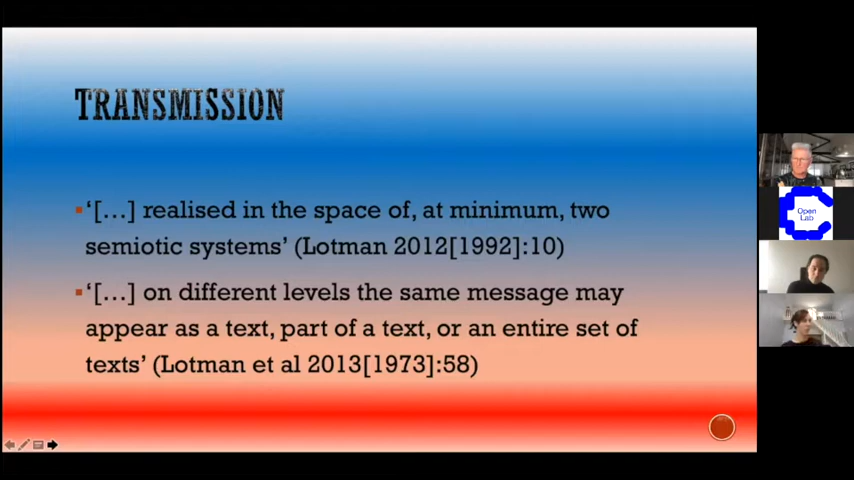 TRANSMISSION
‘[…] realised in the space of, at minimum, two
semiotic systems’ (Lotman 2012[1992]:10)
‘[…] on different levels the same message may
appear as a text, part of a text, or an entire set of
texts’ (Lotman et al 2013[1973]:58)
Open
Lab